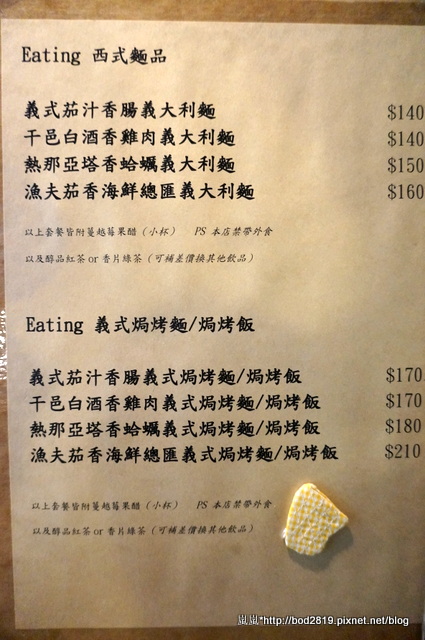 Eating 西式麵品
義式茄汁香腸義大利麵 $140
干邑白酒香雞肉義大利麵 $140
熱那亞塔香蛤蠣義大利麵 $150
漁夫茄香海鮮總匯義大利麵 $160
以上套餐皆附蔓越莓果醋（小杯） PS 本店禁帶外食
以及醇品紅茶 or 香片綠茶（可補差價換其他飲品）
Eating 義式焗烤麵/焗烤飯
義式茄汁香腸義式焗烤麵/焗烤飯 $170
干邑白酒香雞肉義式焗烤麵/焗烤飯 $170
熱那亞塔香蛤蠣義式焗烤麵/焗烤飯 $180
漁夫茄香海鮮總匯義式焗烤麵/焗烤飯 $210
以上套餐皆附蔓越莓果醋（小杯） PS 本店禁帶外食
以及醇品紅茶 or 香片綠茶（可補差價換其他飲品）
嵐嵐*http://bod2819.pixnet.net/blog